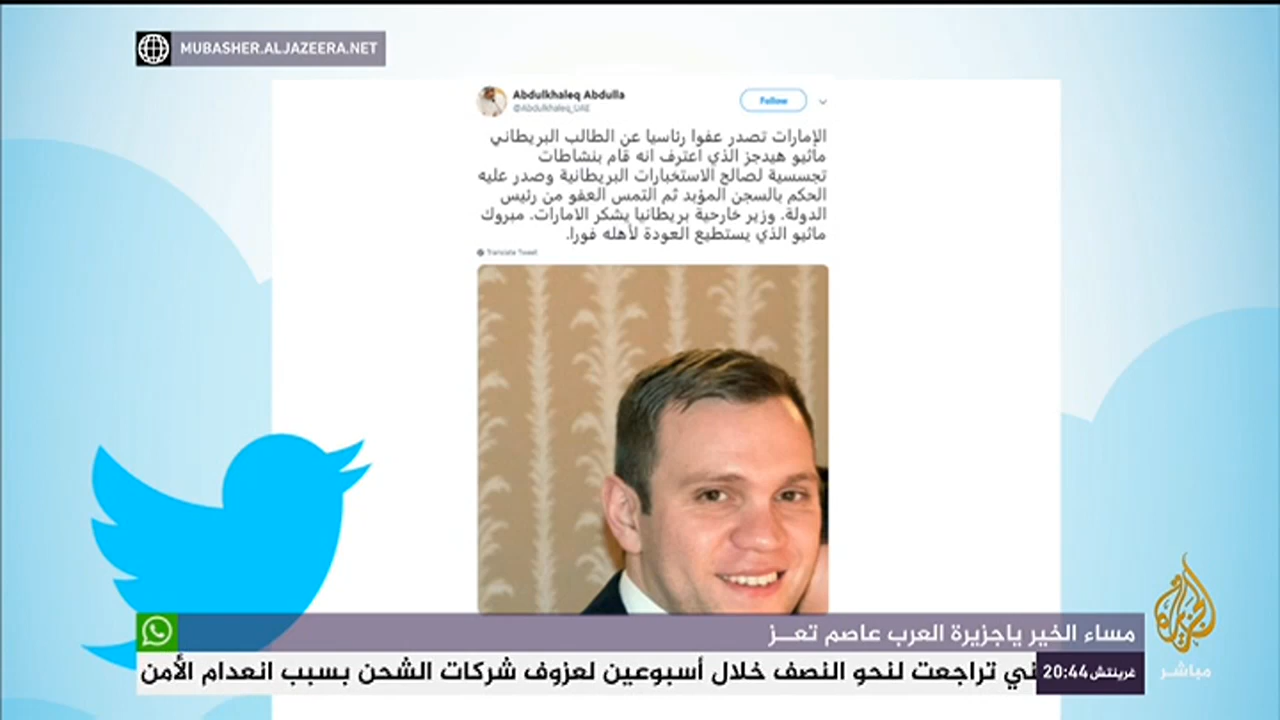 MUBASHER.ALJAZEERA.NET
Abdulkhaleq Abdulla
@Abdulkhaleq_UAE
Follow
الإمارات تصدر عفوا رئاسيا عن الطالب البريطاني
ماثيو هيدجز الذي اعترف انه قام بنشاطات
تجسسية لصالح الاستخبارات البريطانية وصدر عليه
الحكم بالسجن المؤبد ثم التمس العفو من رئيس
الدولة. وزير خارجية بريطانيا يشكر الامارات. مبروك
ماثيو الذي يستطيع العودة لأهله فورا.
Translate Tweet
مساء الخير ياجزيرة العرب عاصم تعـــز
غرينتش 20:44
ني تراجعت لنحو النصف خلال أسبوعين لعزوف شركات الشحن بسبب انعدام الأمن
الجزيرة
مباشر